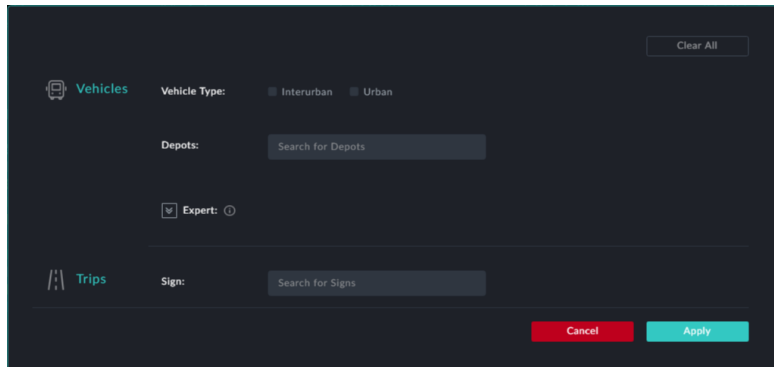 Clear All
Vehicles
Vehicle Type:
Interurban
Urban
Depots:
Search for Depots
Expert:
Trips
Sign:
Search for Signs
Cancel
Apply